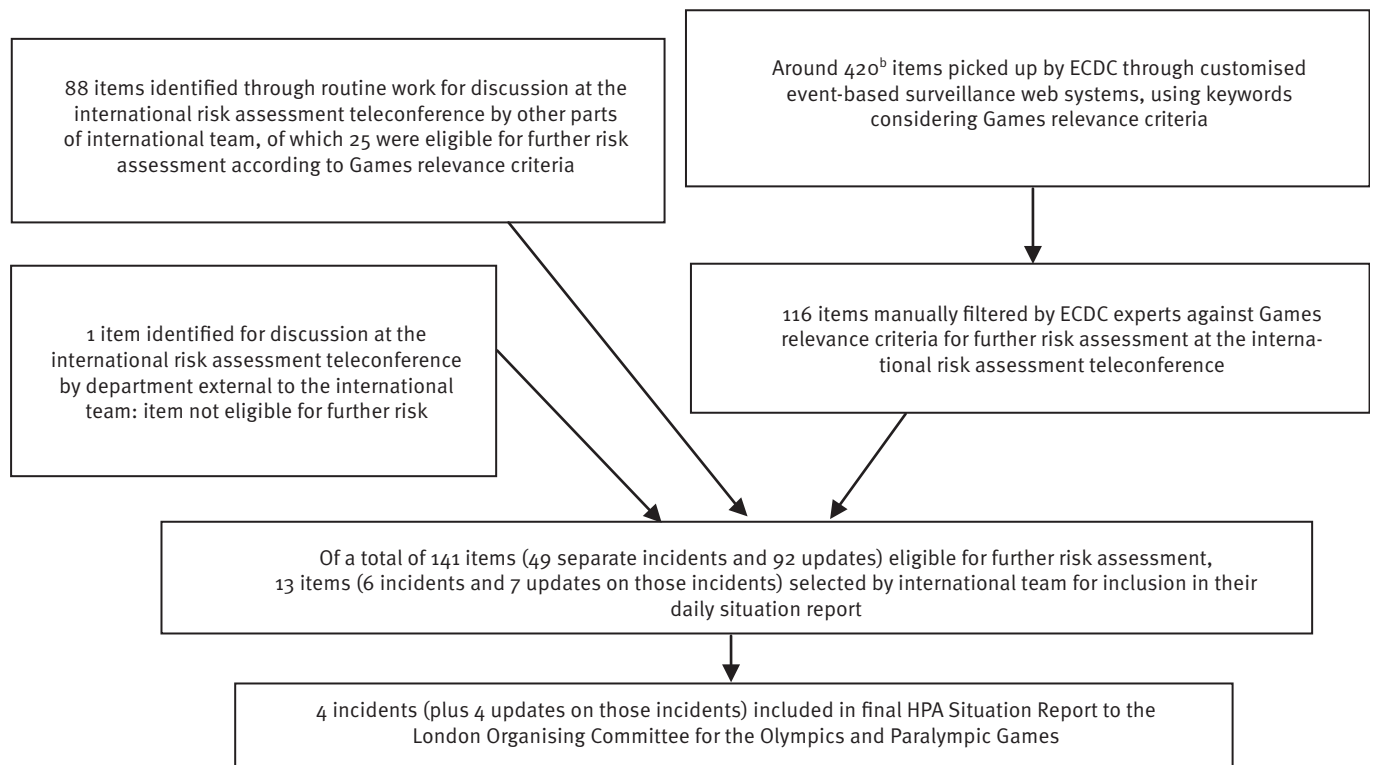 88 items identified through routine work for discussion at the
international risk assessment teleconference by other parts
of international team, of which 25 were eligible for further risk
assessment according to Games relevance criteria
Around 420ᵇ items picked up by ECDC through customised
event-based surveillance web systems, using keywords
considering Games relevance criteria
1 item identified for discussion at the
international risk assessment teleconference
by department external to the international
team: item not eligible for further risk
116 items manually filtered by ECDC experts against Games
relevance criteria for further risk assessment at the interna-
tional risk assessment teleconference
Of a total of 141 items (49 separate incidents and 92 updates) eligible for further risk assessment,
13 items (6 incidents and 7 updates on those incidents) selected by international team for inclusion in their
daily situation report
4 incidents (plus 4 updates on those incidents) included in final HPA Situation Report to the
London Organising Committee for the Olympics and Paralympic Games